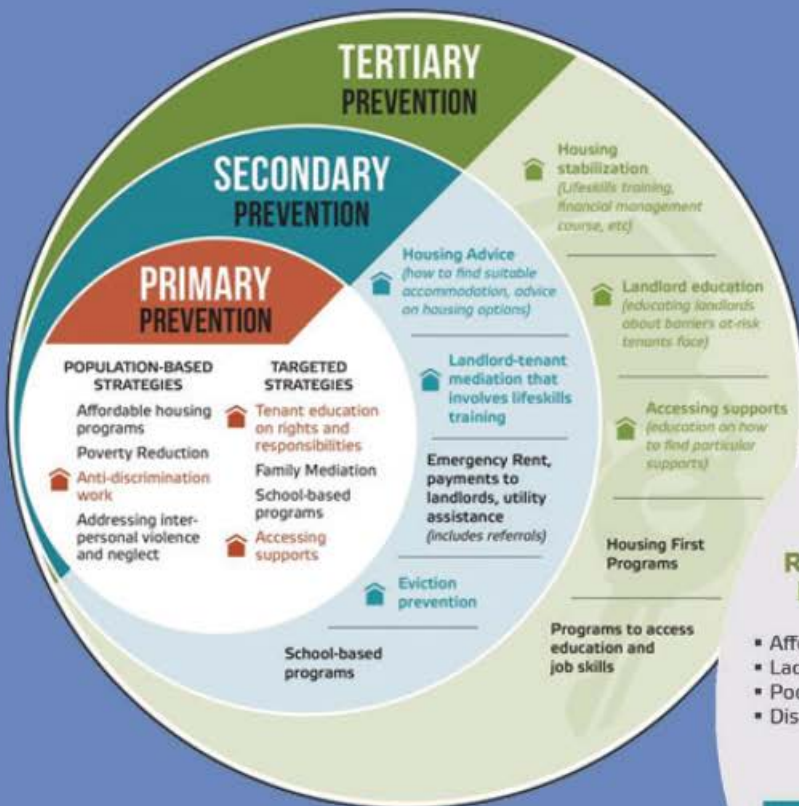 TERTIARY
PREVENTION
SECONDARY
PREVENTION
PRIMARY
PREVENTION
POPULATION-BASED
STRATEGIES
Affordable housing
programs
Poverty Reduction
Anti-discrimination
work
Addressing inter-
personal violence
and neglect
TARGETED
STRATEGIES
Tenant education
on rights and
responsibilities
Family Mediation
School-based
programs
Accessing
supports
Housing Advice
(how to find suitable
accommodation, advice
on housing options)
Landlord-tenant
mediation that
involves lifeskills
training
Emergency Rent,
payments to
landlords, utility
assistance
(includes referrals)
Eviction
prevention
School-based
programs
Housing
stabilization
(Lifeskills training,
financial management
course, etc)
Landlord education
(educating landlords
about barriers at-risk
tenants face)
Accessing supports
(education on how
to find particular
supports)
Housing First
Programs
Programs to access
education and
job skills